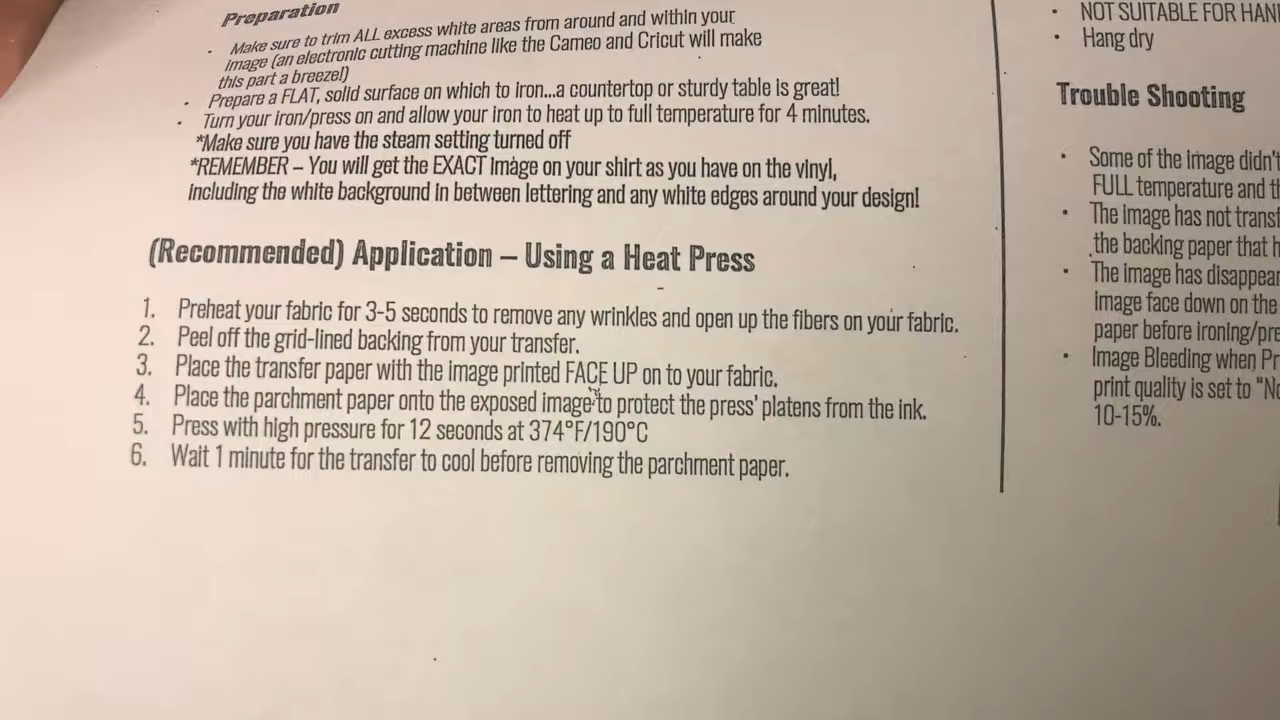 Preparation
· Make sure to trim ALL excess white areas from around and within your
image (an electronic cutting machine like the Cameo and Cricut will make
this part a breeze!)
· Prepare a FLAT, solid surface on which to iron...a countertop or sturdy table is great!
· Turn your iron/press on and allow your iron to heat up to full temperature for 4 minutes.
*Make sure you have the steam setting turned off
*REMEMBER – You will get the EXACT image on your shirt as you have on the vinyl,
including the white background in between lettering and any white edges around your design!
(Recommended) Application – Using a Heat Press
1. Preheat your fabric for 3-5 seconds to remove any wrinkles and open up the fibers on your fabric.
2. Peel off the grid-lined backing from your transfer.
3. Place the transfer paper with the image printed FACE UP on to your fabric.
4. Place the parchment paper onto the exposed image to protect the press' platens from the ink.
5. Press with high pressure for 12 seconds at 374°F/190°C
6. Wait 1 minute for the transfer to cool before removing the parchment paper.
· NOT SUITABLE FOR
· Hang dry
Trouble Shooting
· Some of the image didn't
FULL temperature and
· The image has not
the backing paper that
· The image has
image face down on the
paper before
· Image Bleeding when
print quality is set to
10-15%.